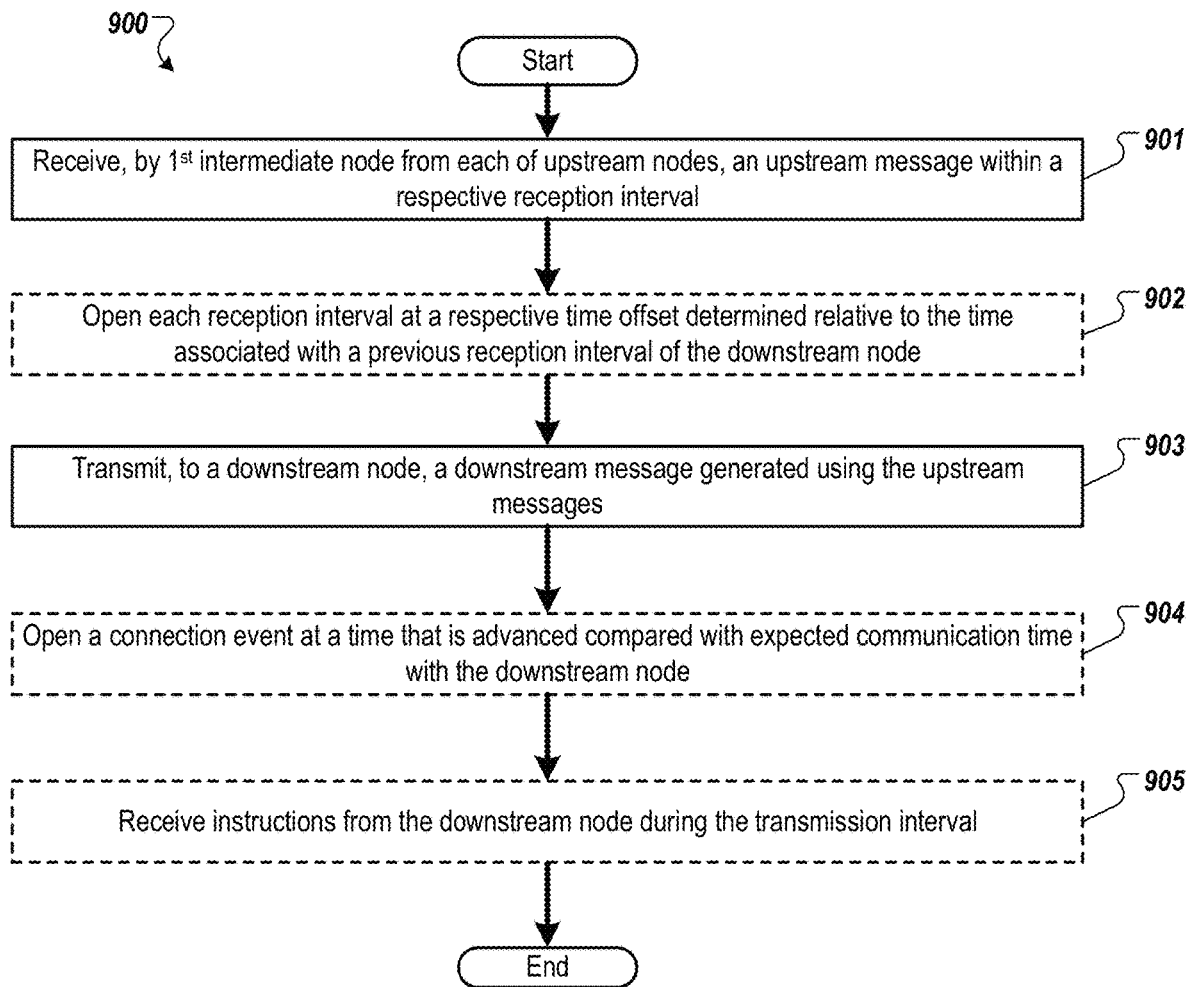 900
Start
901
Receive, by 1st intermediate node from each of upstream nodes, an upstream message within a
respective reception interval
902
Open each reception interval at a respective time offset determined relative to the time
associated with a previous reception interval of the downstream node
903
Transmit, to a downstream node, a downstream message generated using the upstream
messages
904
Open a connection event at a time that is advanced compared with expected communication time
with the downstream node
905
Receive instructions from the downstream node during the transmission interval
End